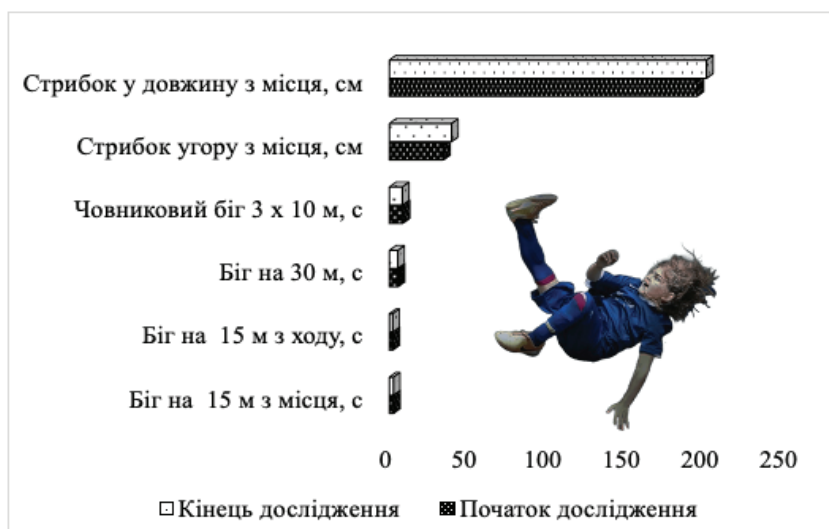 Стрибок у довжину з місця, см
Стрибок угору з місця, см
Човниковий біг 3 х 10 м, с
Біг на 30 м, с
Біг на 15 м з ходу, с
Біг на 15 м з місця, с
0 50 100 150 200 250
Кінець дослідження Початок дослідження